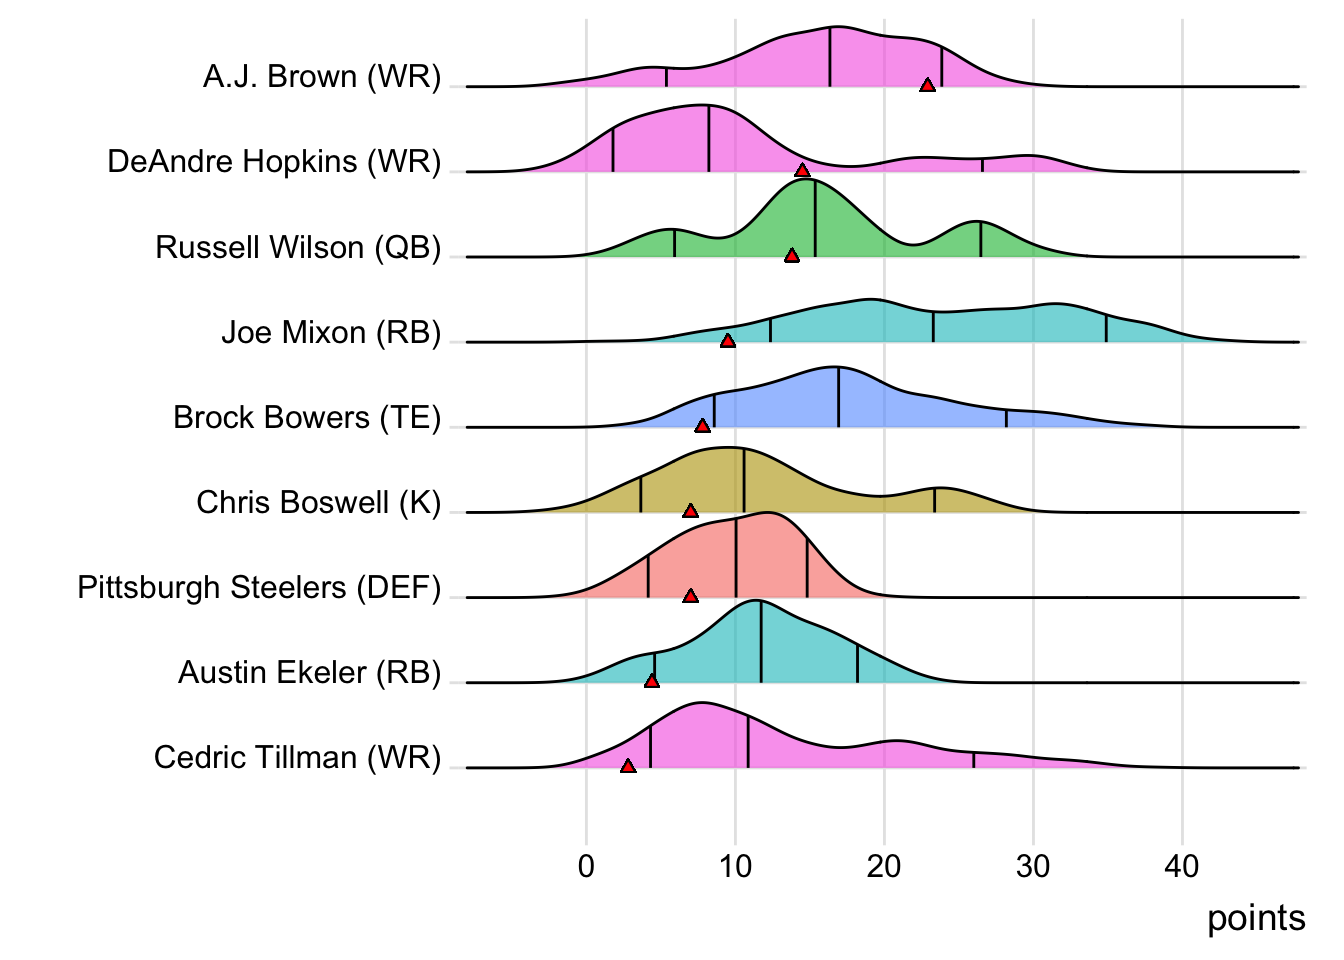 A.J. Brown (WR)
DeAndre Hopkins (WR)
Russell Wilson (QB)
Joe Mixon (RB)
Brock Bowers (TE)
Chris Boswell (K)
Pittsburgh Steelers (DEF)
Austin Ekeler (RB)
Cedric Tillman (WR)
0 10 20 30 40
points